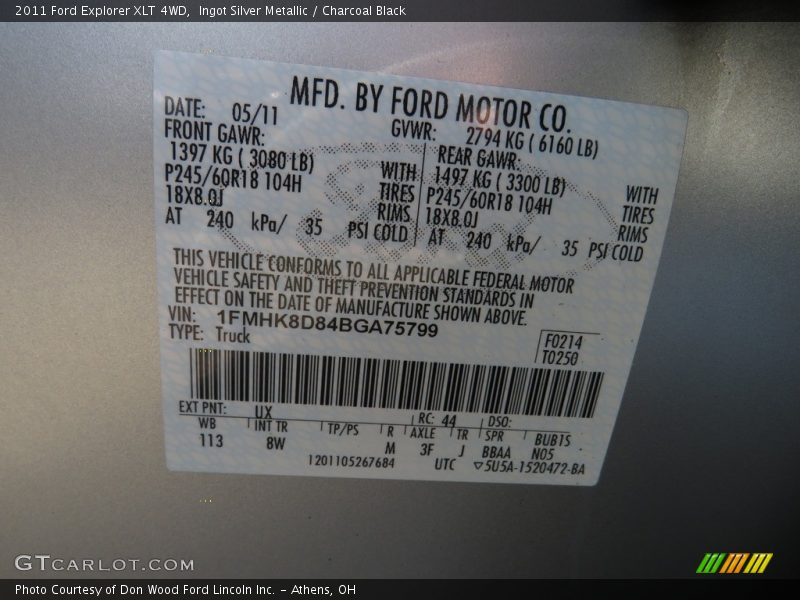 2011 Ford Explorer XLT 4WD, Ingot Silver Metallic / Charcoal Black
MFD. BY FORD MOTOR CO.
DATE: 05/11 GVWR: 2794 KG ( 6160 LB)
FRONT GAWR: REAR GAWR:
1397 KG ( 3080 LB) WITH 1497 KG ( 3300 LB) WITH
P245/60R18 104H TIRES P245/60R18 104H TIRES
18X8.0J RIMS 18X8.0J RIMS
AT 240 kPa/ 35 PSI COLD AT 240 kPa/ 35 PSI COLD
THIS VEHICLE CONFORMS TO ALL APPLICABLE FEDERAL MOTOR
VEHICLE SAFETY AND THEFT PREVENTION STANDARDS IN
EFFECT ON THE DATE OF MANUFACTURE SHOWN ABOVE.
VIN: 1FMHK8D84BGA75799
TYPE: Truck
F0214
T0250
EXT PNT: UX RC: 44 DSO:
WB INT TR TP/PS R AXLE TR SPR BUB1S
113 8W M 3F J BBAA N05
1201105267684 UTC ▽5U5A-1520472-BA
GTCARLOT.COM
Photo Courtesy of Don Wood Ford Lincoln Inc. - Athens, OH